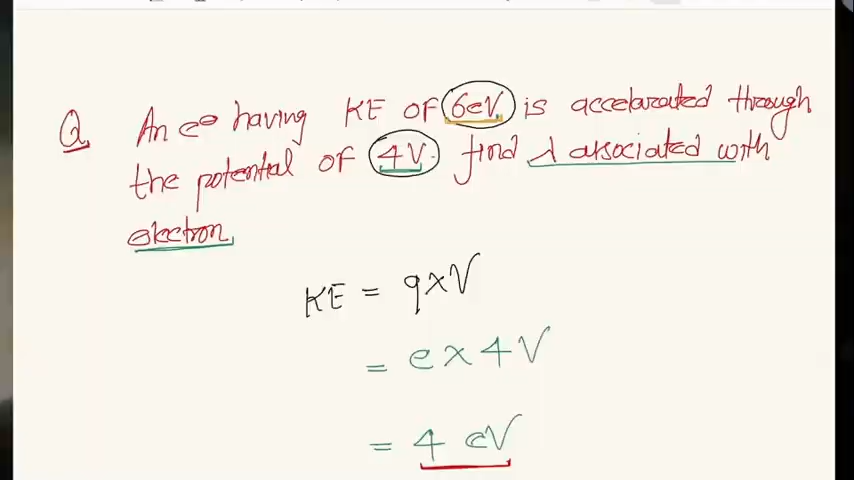 Q An e⊖ having KE OF 6eV is accelarated through
the potential of 4V. find λ associated with
electron
KE = q×V
= e × 4V
= 4 eV